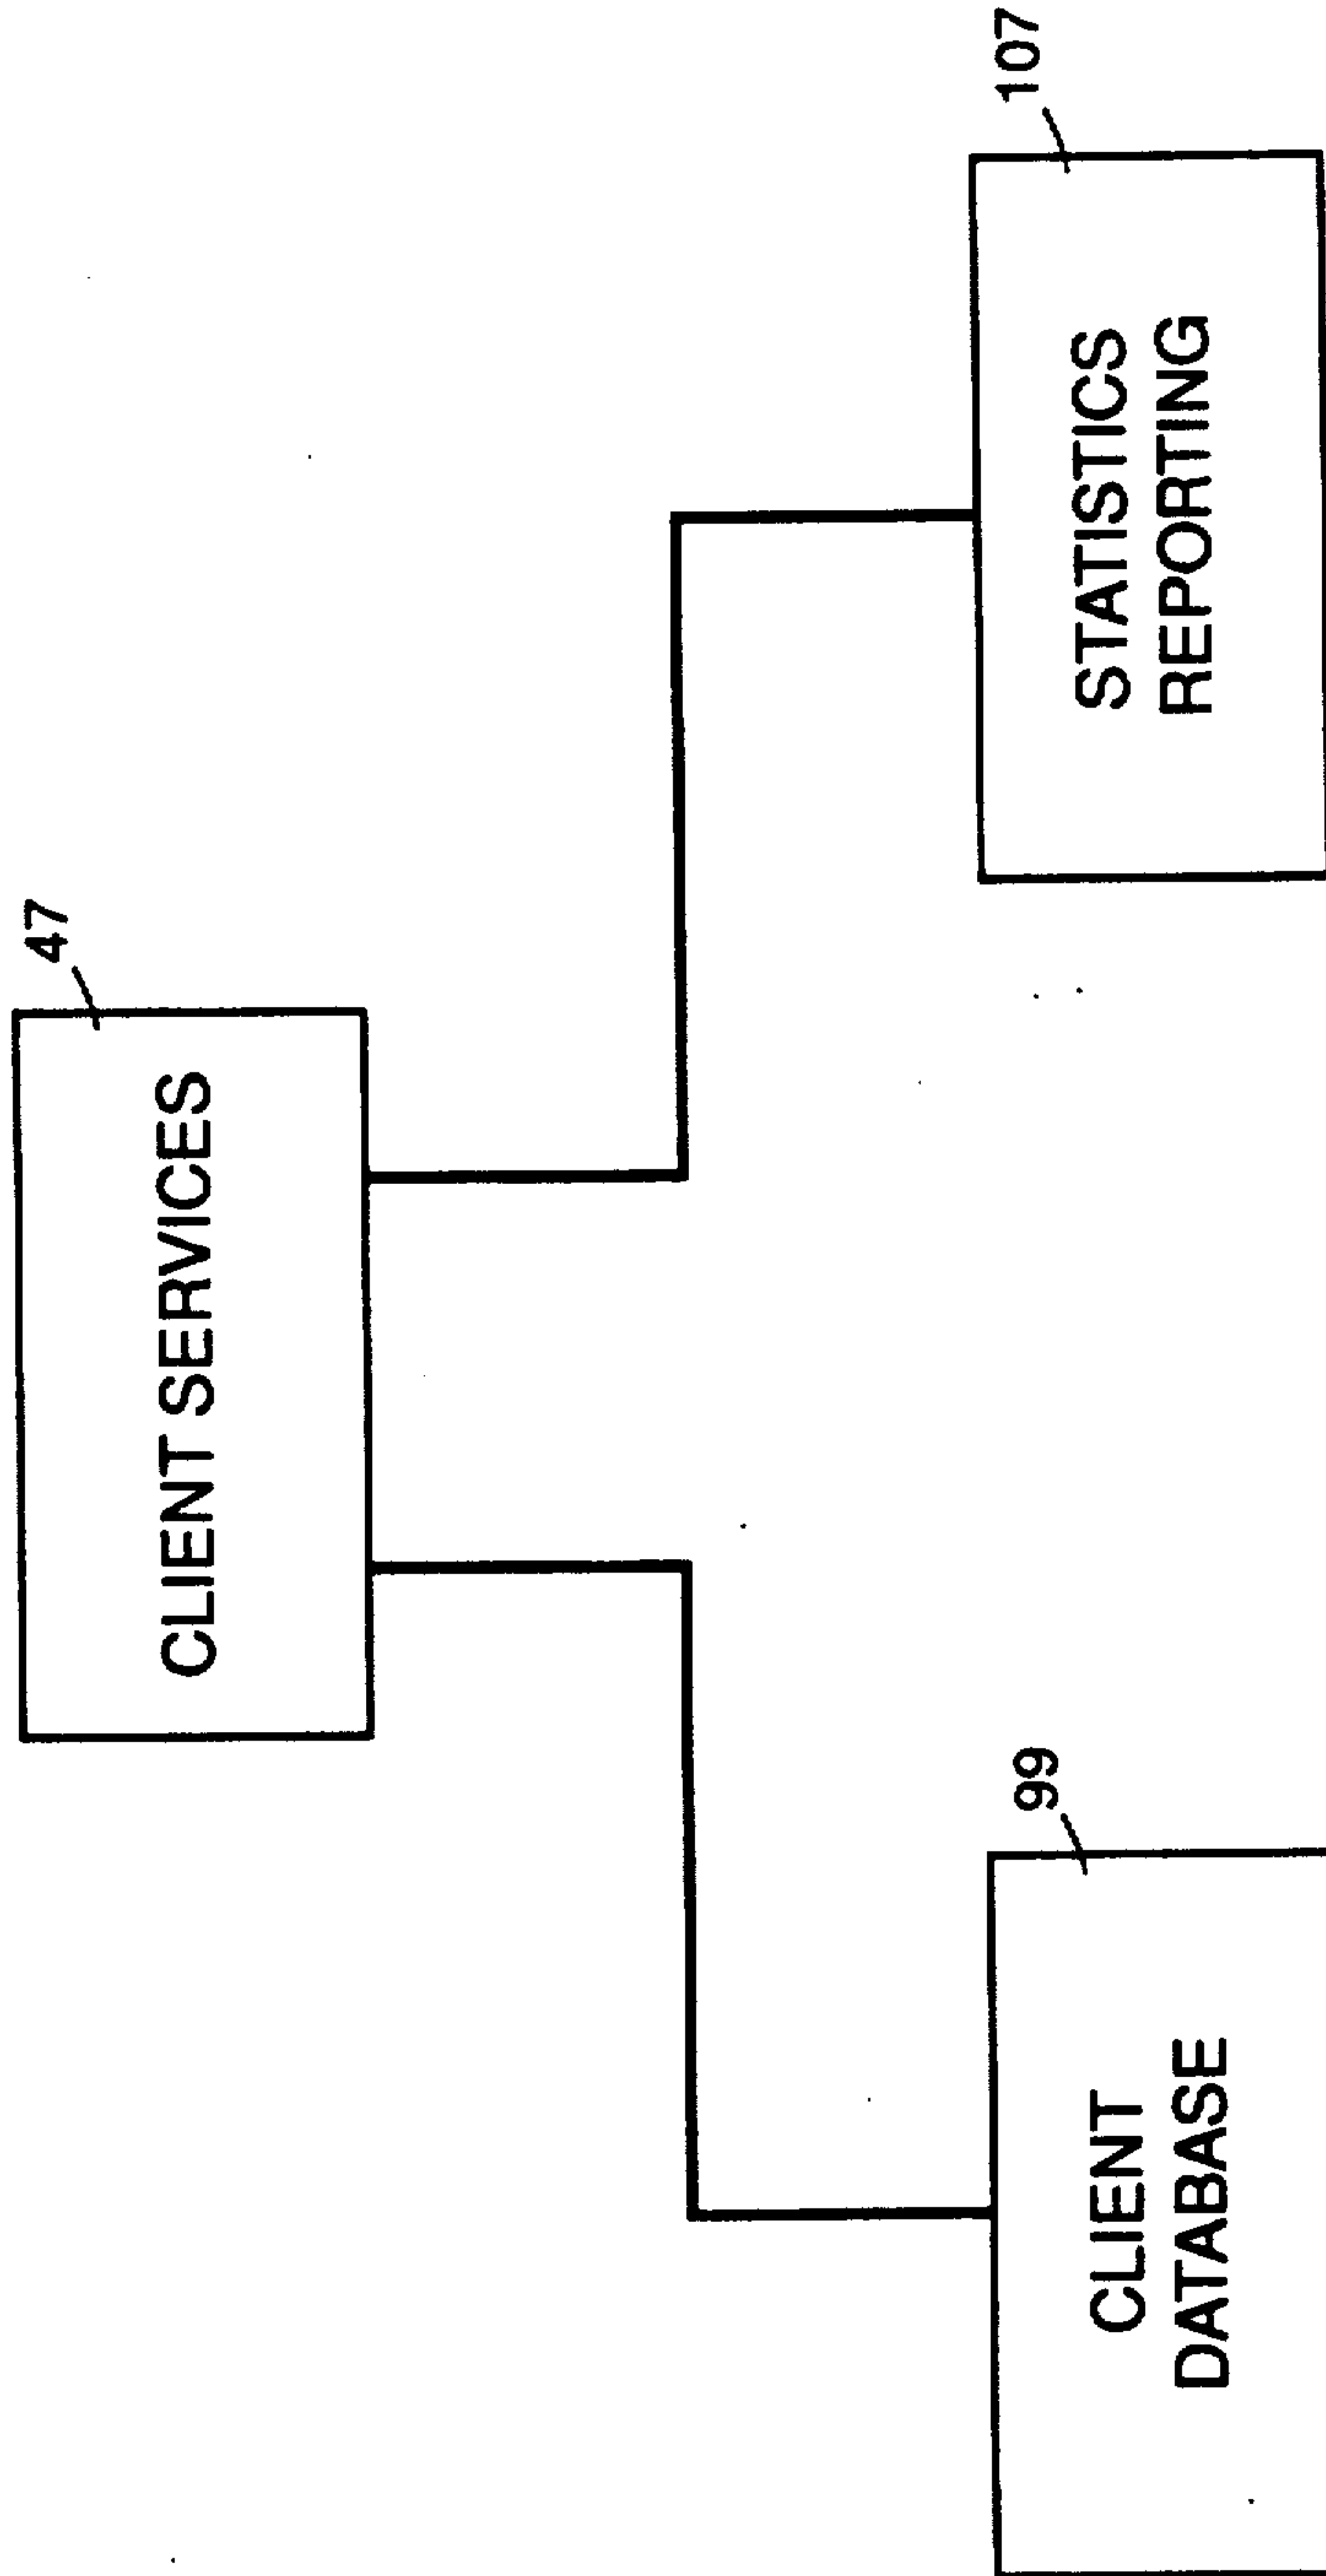 47
CLIENT SERVICES
99
CLIENT
DATABASE
107
STATISTICS
REPORTING